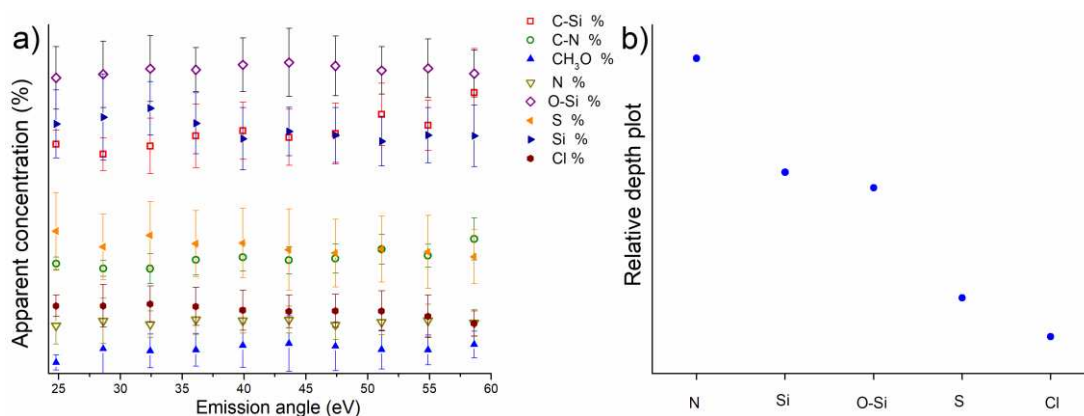 a)
Apparent concentration (%)
25 30 35 40 45 50 55 60
Emission angle (eV)
C-Si %
C-N %
CH₃O %
N %
O-Si %
S %
Si %
Cl %
b)
Relative depth plot
N Si O-Si S Cl